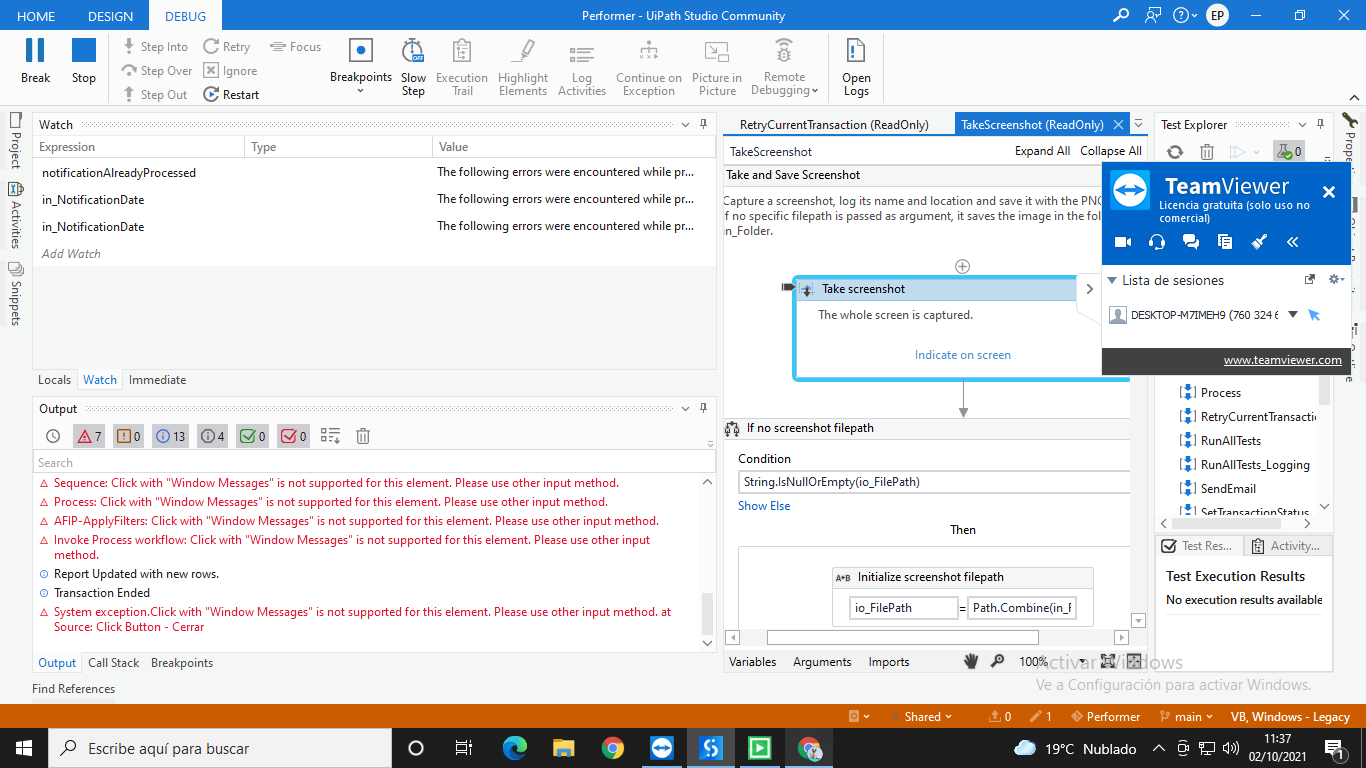 HOME DESIGN DEBUG
Performer - UiPath Studio Community
EP
Break
Stop
Step Into
Step Over
Step Out
Retry
Ignore
Restart
Focus
Breakpoints
Slow
Step
Execution
Trail
Highlight
Elements
Log
Activities
Continue on
Exception
Picture in
Picture
Remote
Debugging
Open
Logs
Project
Activities
Snippets
Watch
Expression Type Value
notificationAlreadyProcessed The following errors were encountered while pr...
in_NotificationDate The following errors were encountered while pr...
in_NotificationDate The following errors were encountered while pr...
Add Watch
Locals Watch Immediate
Output
7 0 13 4 0 0
Search
Sequence: Click with "Window Messages" is not supported for this element. Please use other input method.
Process: Click with "Window Messages" is not supported for this element. Please use other input method.
AFIP-ApplyFilters: Click with "Window Messages" is not supported for this element. Please use other input method.
Invoke Process workflow: Click with "Window Messages" is not supported for this element. Please use other input
method.
Report Updated with new rows.
Transaction Ended
System exception.Click with "Window Messages" is not supported for this element. Please use other input method. at
Source: Click Button - Cerrar
Output Call Stack Breakpoints
Find References
RetryCurrentTransaction (ReadOnly) TakeScreenshot (ReadOnly)
TakeScreenshot Expand All Collapse All
Take and Save Screenshot
Capture a screenshot, log its name and location and save it with the PNG
If no specific filepath is passed as argument, it saves the image in the fol
in_Folder.
Take screenshot
The whole screen is captured.
Indicate on screen
If no screenshot filepath
Condition
String.IsNullOrEmpty(io_FilePath)
Show Else
Then
A+B Initialize screenshot filepath
io_FilePath = Path.Combine(in_F
Variables Arguments Imports 100%
Test Explorer
0
TeamViewer
Licencia gratuita (solo uso no
comercial)
Lista de sesiones
DESKTOP-M7IMEH9 (760 324 6
www.teamviewer.com
Process
RetryCurrentTransactio
RunAllTests
RunAllTests_Logging
SendEmail
SetTransactionStatus
Test Res... Activity...
Test Execution Results
No execution results available
Activar Windows
Ve a Configuración para activar Windows.
Shared 0 1 Performer main VB, Windows - Legacy
Escribe aquí para buscar
19°C Nublado
11:37
02/10/2021
1